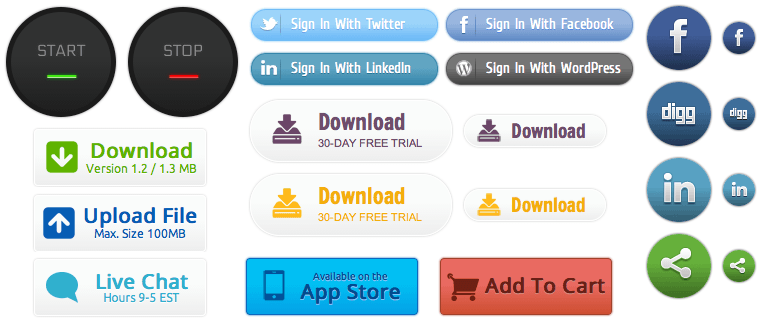 START
STOP
Sign In With Twitter
Sign In With Facebook
Sign In With LinkedIn
Sign In With WordPress
Download
Version 1.2 / 1.3 MB
Upload File
Max. Size 100MB
Live Chat
Hours 9-5 EST
Download
30-DAY FREE TRIAL
Download
Download
30-DAY FREE TRIAL
Download
Available on the
App Store
Add To Cart
f
f
digg
digg
in
in